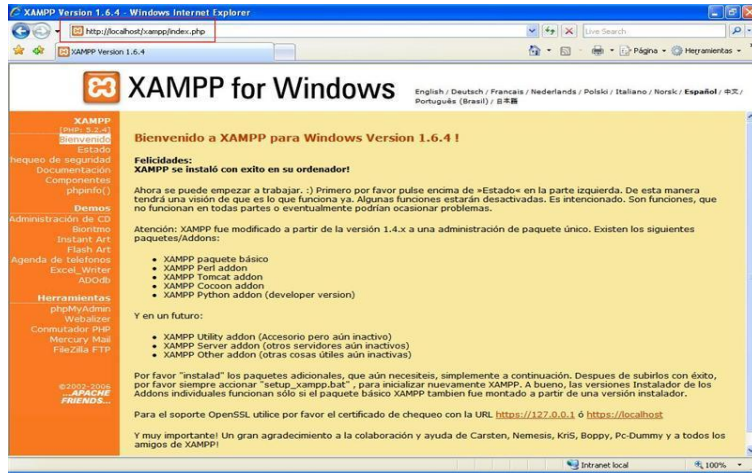 XAMPP Version 1.6.4 - Windows Internet Explorer
http://localhost/xampp/index.php
Live Search
XAMPP Version 1.6.4
Página
Herramientas
XAMPP for Windows
English / Deutsch / Francais / Nederlands / Polski / Italiano / Norsk / Español / 中文 /
Português (Brasil) / 日本語
XAMPP
[PHP: 5.2.4]
Bienvenido
Estado
hequeo de seguridad
Documentación
Componentes
phpinfo()
Demos
Administración de CD
Bioritmo
Instant Art
Flash Art
Agenda de telefonos
Excel_Writer
ADOdb
Herramientas
phpMyAdmin
Webalizer
Conmutador PHP
Mercury Mail
FileZilla FTP
©2002-2006
...APACHE
FRIENDS...
Bienvenido a XAMPP para Windows Version 1.6.4 !
Felicidades:
XAMPP se instaló con exito en su ordenador!
Ahora se puede empezar a trabajar. :) Primero por favor pulse encima de »Estado« en la parte izquierda. De esta manera
tendrá una visión de que es lo que funciona ya. Algunas funciones estarán desactivadas. Es intencionado. Son funciones, que
no funcionan en todas partes o eventualmente podrían ocasionar problemas.
Atención: XAMPP fue modificado a partir de la versión 1.4.x a una administración de paquete único. Existen los siguientes
paquetes/Addons:
• XAMPP paquete básico
• XAMPP Perl addon
• XAMPP Tomcat addon
• XAMPP Cocoon addon
• XAMPP Python addon (developer version)
Y en un futuro:
• XAMPP Utility addon (Accesorio pero aún inactivo)
• XAMPP Server addon (otros servidores aún inactivos)
• XAMPP Other addon (otras cosas útiles aún inactivas)
Por favor "instalad" los paquetes adicionales, que aún necesiteis, simplemente a continuación. Despues de subirlos con éxito,
por favor siempre accionar "setup_xampp.bat" , para inicializar nuevamente XAMPP. A bueno, las versiones Instalador de los
Addons individuales funcionan sólo si el paquete básico XAMPP tambien fue montado a partir de una versión instalador.
Para el soporte OpenSSL utilice por favor el certificado de chequeo con la URL https://127.0.0.1 ó https://localhost
Y muy importante! Un gran agradecimiento a la colaboración y ayuda de Carsten, Nemesis, KriS, Boppy, Pc-Dummy y a todos los
amigos de XAMPP!
Intranet local
100%